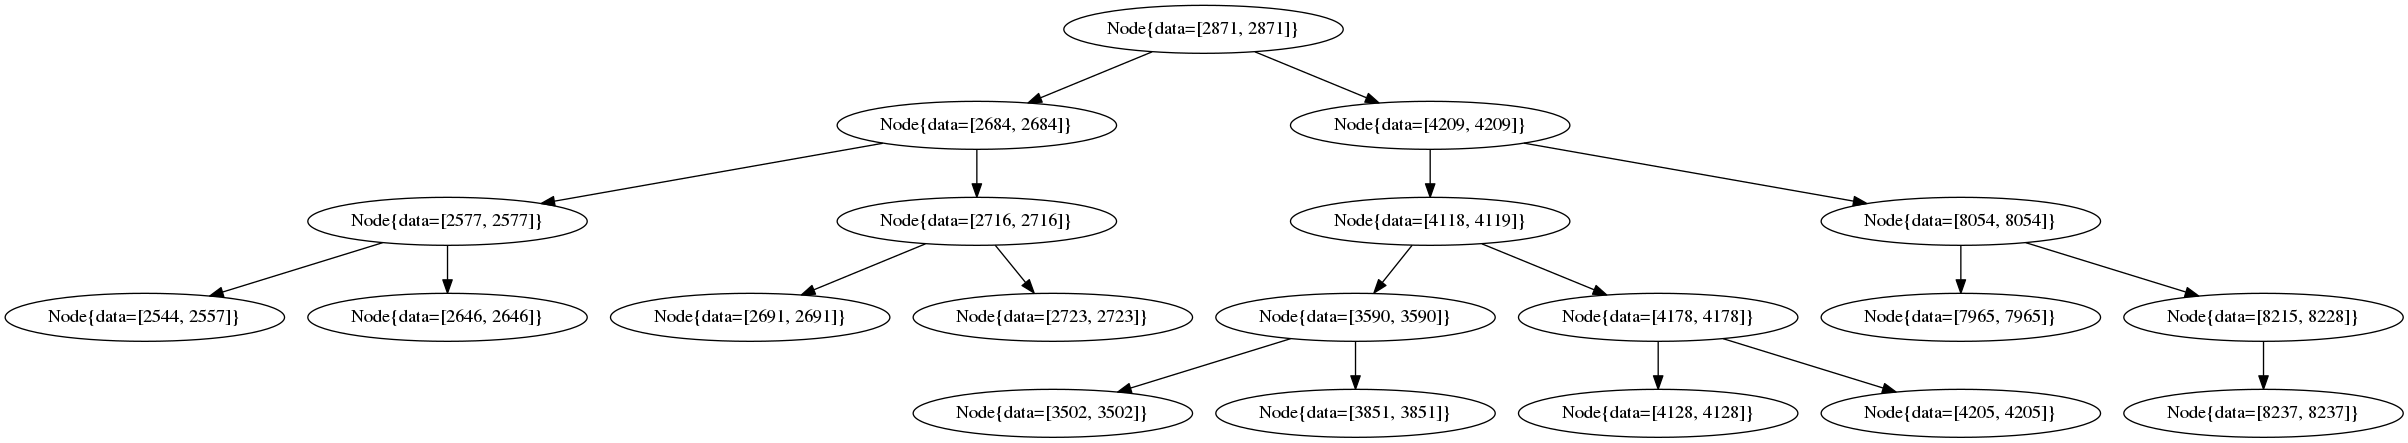 Node{data=[2871, 2871]}
Node{data=[2684, 2684]}
Node{data=[4209, 4209]}
Node{data=[2577, 2577]}
Node{data=[2716, 2716]}
Node{data=[4118, 4119]}
Node{data=[8054, 8054]}
Node{data=[2544, 2557]}
Node{data=[2646, 2646]}
Node{data=[2691, 2691]}
Node{data=[2723, 2723]}
Node{data=[3590, 3590]}
Node{data=[4178, 4178]}
Node{data=[7965, 7965]}
Node{data=[8215, 8228]}
Node{data=[3502, 3502]}
Node{data=[3851, 3851]}
Node{data=[4128, 4128]}
Node{data=[4205, 4205]}
Node{data=[8237, 8237]}